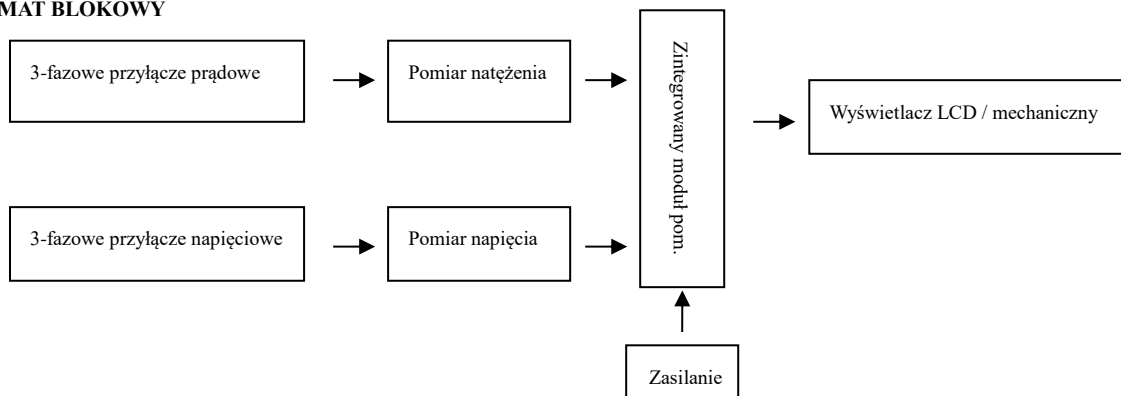 MAT BLOKOWY
3-fazowe przyłącze prądowe
Pomiar natężenia
Zintegrowany moduł pom.
Wyświetlacz LCD / mechaniczny
3-fazowe przyłącze napięciowe
Pomiar napięcia
Zasilanie